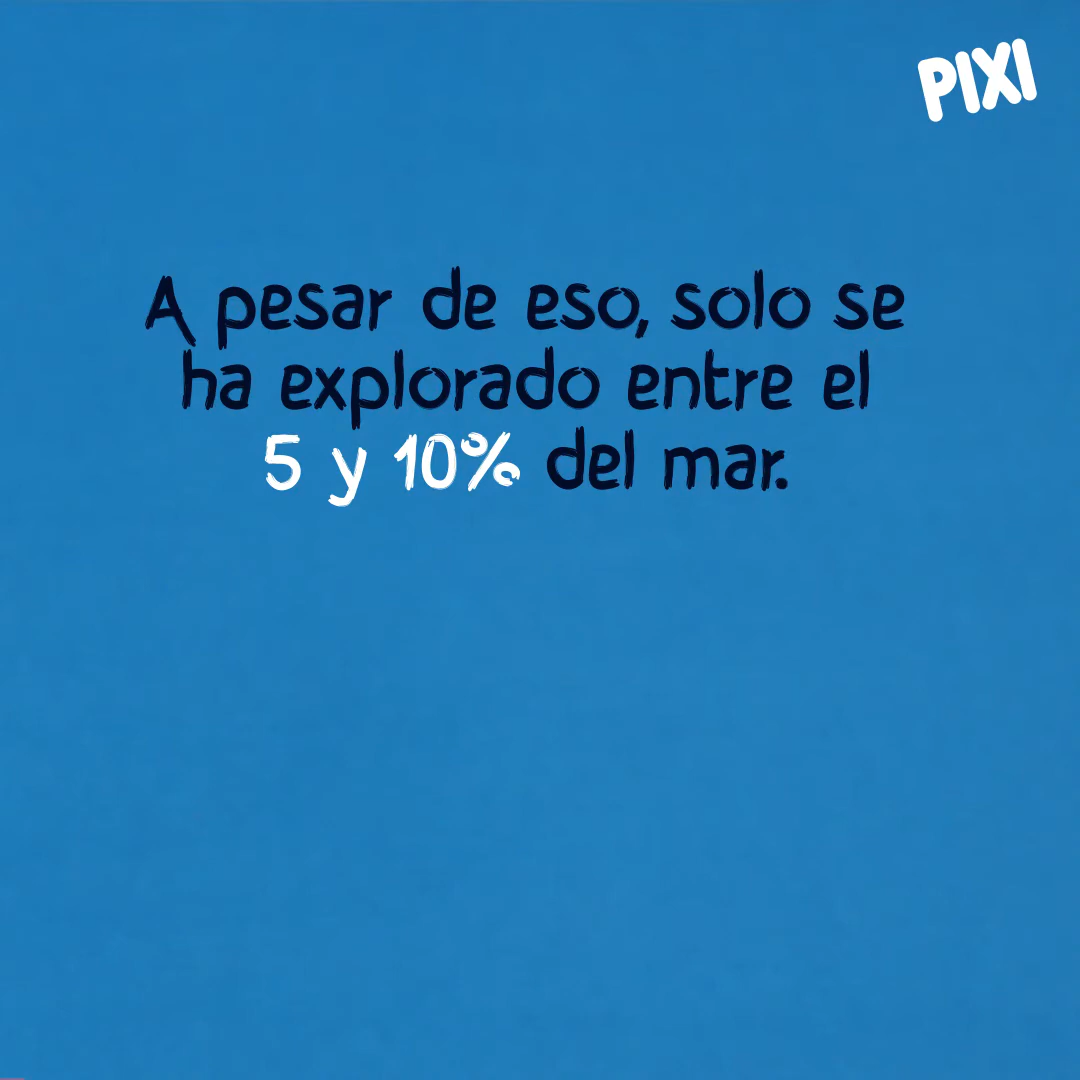 PIXI
A pesar de eso, solo se
ha explorado entre el
5 y 10% del mar.